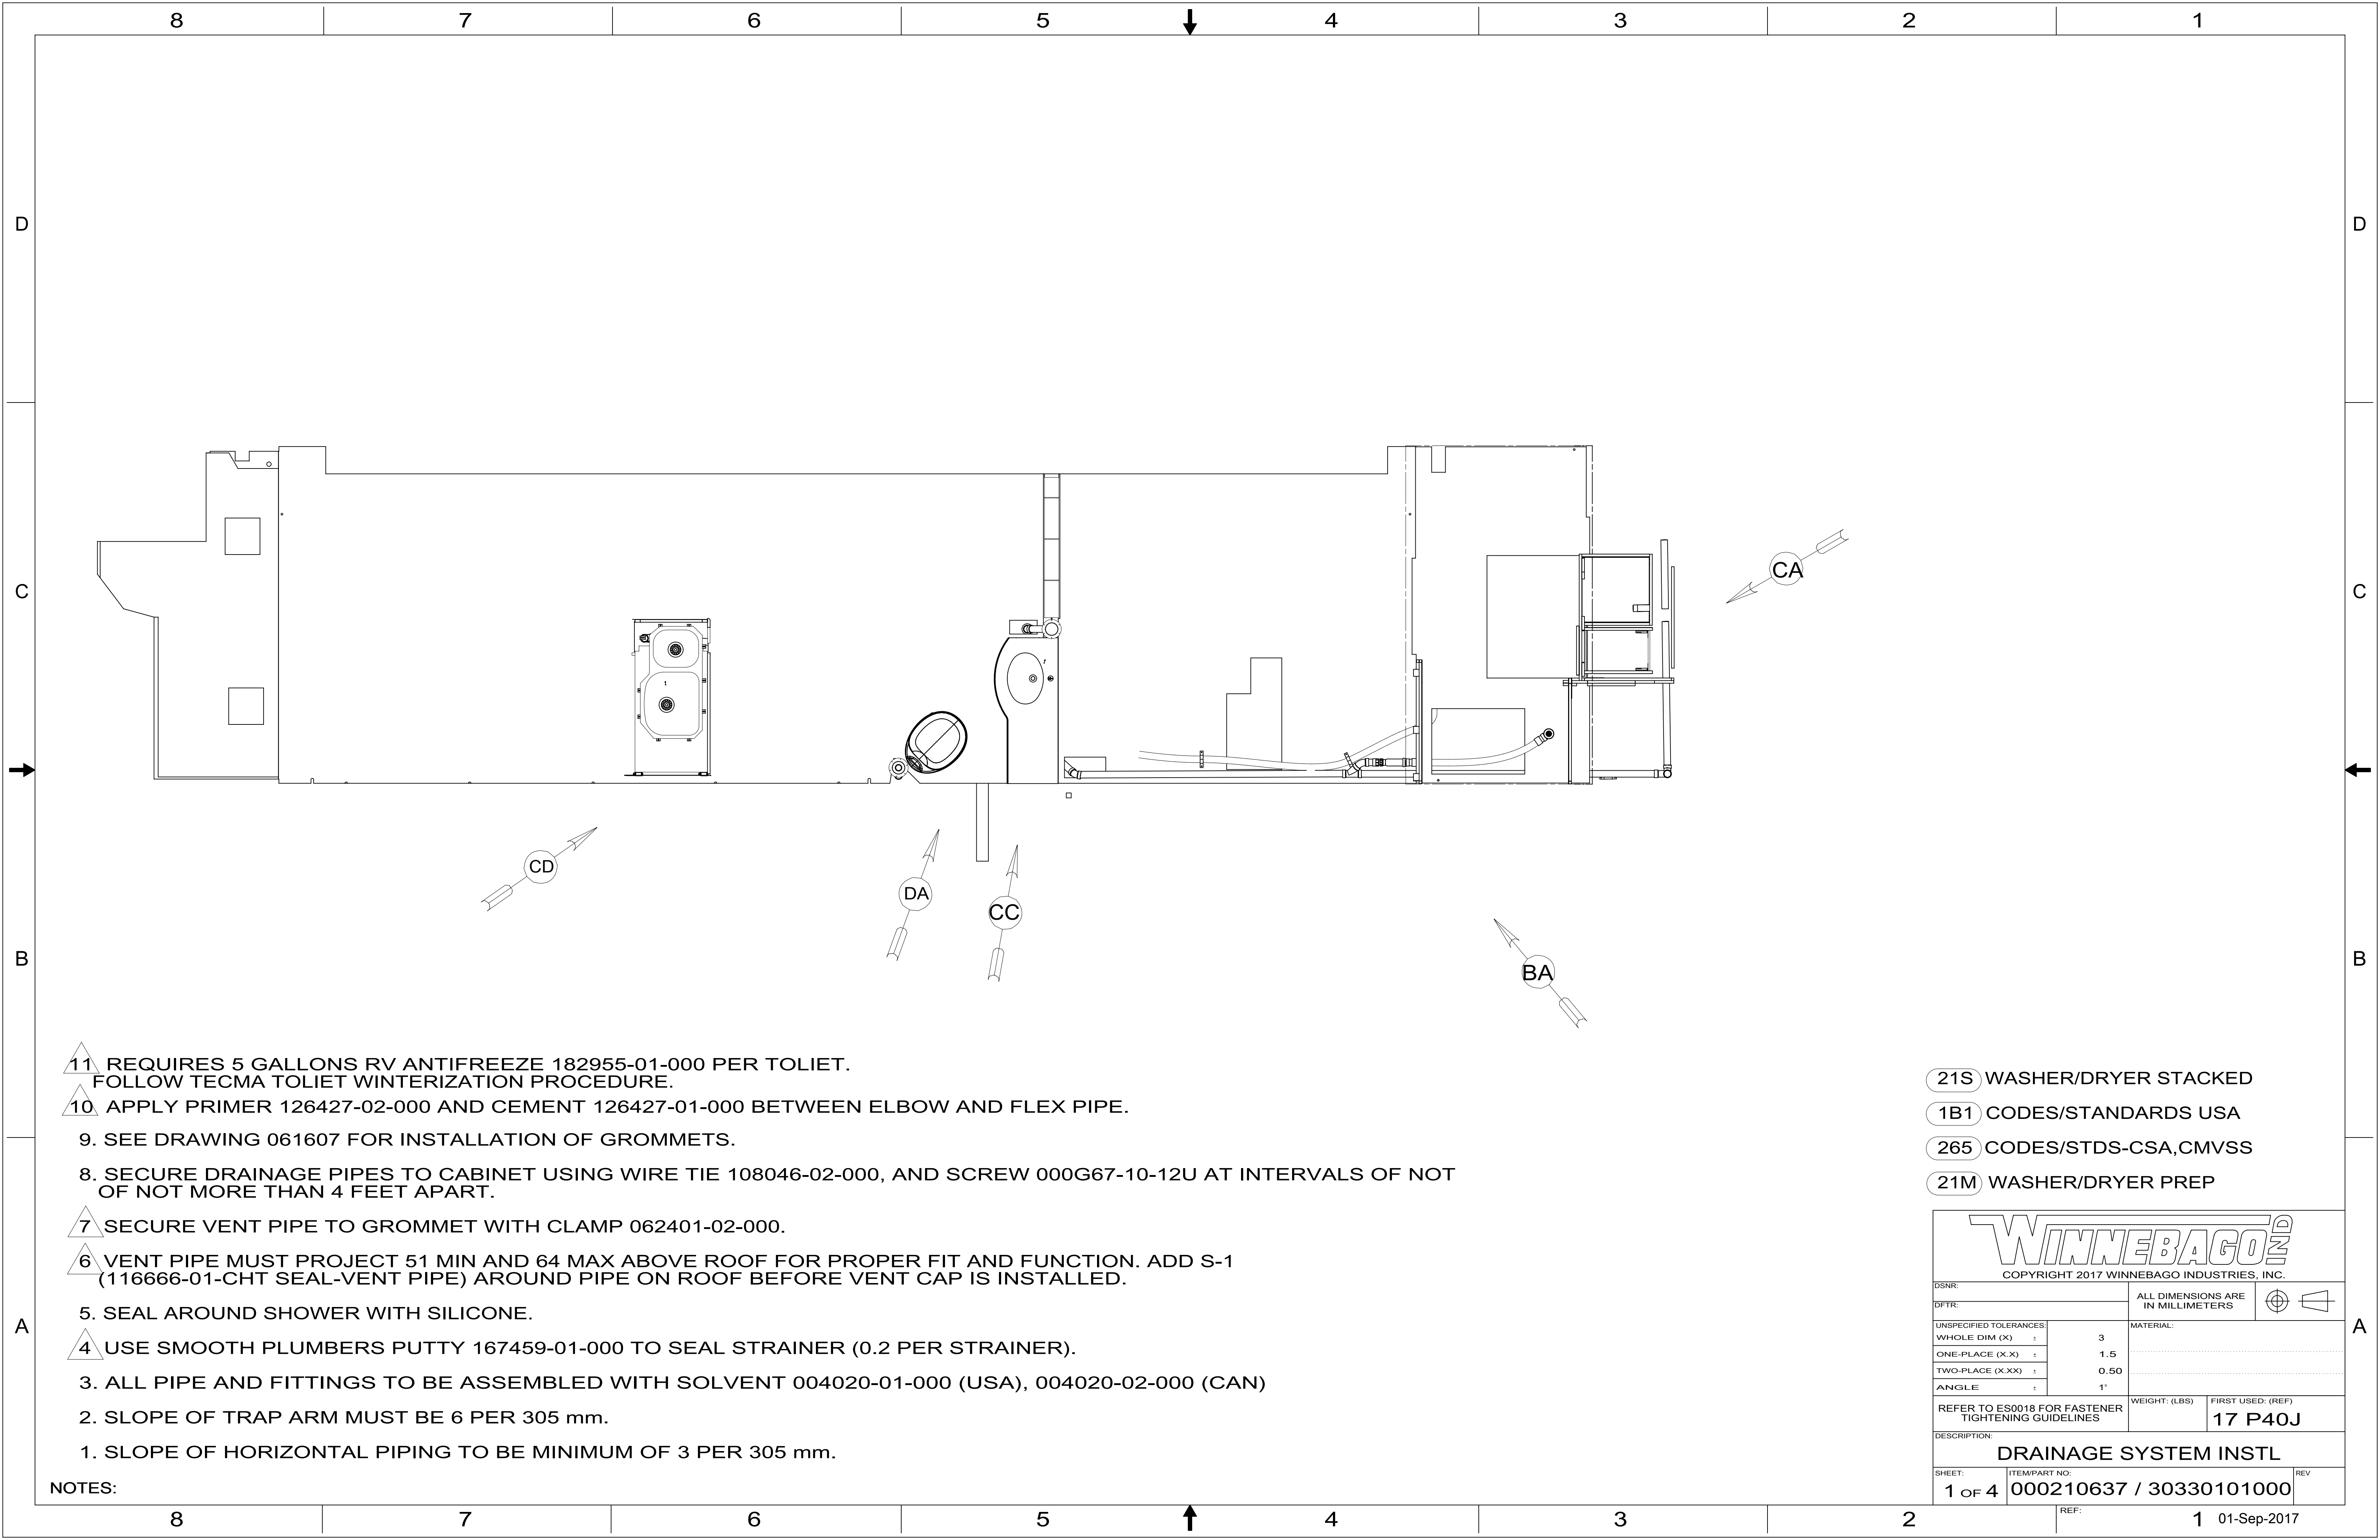 8 7 6 5 4 3 2 1
D D
C C
CA
CD
DA
CC
BA
B B
11 REQUIRES 5 GALLONS RV ANTIFREEZE 182955-01-000 PER TOLIET.
FOLLOW TECMA TOLIET WINTERIZATION PROCEDURE.
10 APPLY PRIMER 126427-02-000 AND CEMENT 126427-01-000 BETWEEN ELBOW AND FLEX PIPE.
9. SEE DRAWING 061607 FOR INSTALLATION OF GROMMETS.
8. SECURE DRAINAGE PIPES TO CABINET USING WIRE TIE 108046-02-000, AND SCREW 000G67-10-12U AT INTERVALS OF NOT
OF NOT MORE THAN 4 FEET APART.
7 SECURE VENT PIPE TO GROMMET WITH CLAMP 062401-02-000.
6 VENT PIPE MUST PROJECT 51 MIN AND 64 MAX ABOVE ROOF FOR PROPER FIT AND FUNCTION. ADD S-1
(116666-01-CHT SEAL-VENT PIPE) AROUND PIPE ON ROOF BEFORE VENT CAP IS INSTALLED.
5. SEAL AROUND SHOWER WITH SILICONE.
4 USE SMOOTH PLUMBERS PUTTY 167459-01-000 TO SEAL STRAINER (0.2 PER STRAINER).
3. ALL PIPE AND FITTINGS TO BE ASSEMBLED WITH SOLVENT 004020-01-000 (USA), 004020-02-000 (CAN)
2. SLOPE OF TRAP ARM MUST BE 6 PER 305 mm.
1. SLOPE OF HORIZONTAL PIPING TO BE MINIMUM OF 3 PER 305 mm.
NOTES:
A A
21S WASHER/DRYER STACKED
1B1 CODES/STANDARDS USA
265 CODES/STDS-CSA,CMVSS
21M WASHER/DRYER PREP
WINNEBAGO IND
COPYRIGHT 2017 WINNEBAGO INDUSTRIES, INC.
DSNR:
DFTR:
ALL DIMENSIONS ARE
IN MILLIMETERS
UNSPECIFIED TOLERANCES:
WHOLE DIM (X) ± 3
ONE-PLACE (X.X) ± 1.5
TWO-PLACE (X.XX) ± 0.50
ANGLE ± 1°
MATERIAL:
REFER TO ES0018 FOR FASTENER
TIGHTENING GUIDELINES
WEIGHT: (LBS)
FIRST USED: (REF)
17 P40J
DESCRIPTION:
DRAINAGE SYSTEM INSTL
SHEET:
1 OF 4
ITEM/PART NO:
000210637 / 30330101000
REV
REF:
8 7 6 5 4 3 2 1
01-Sep-2017